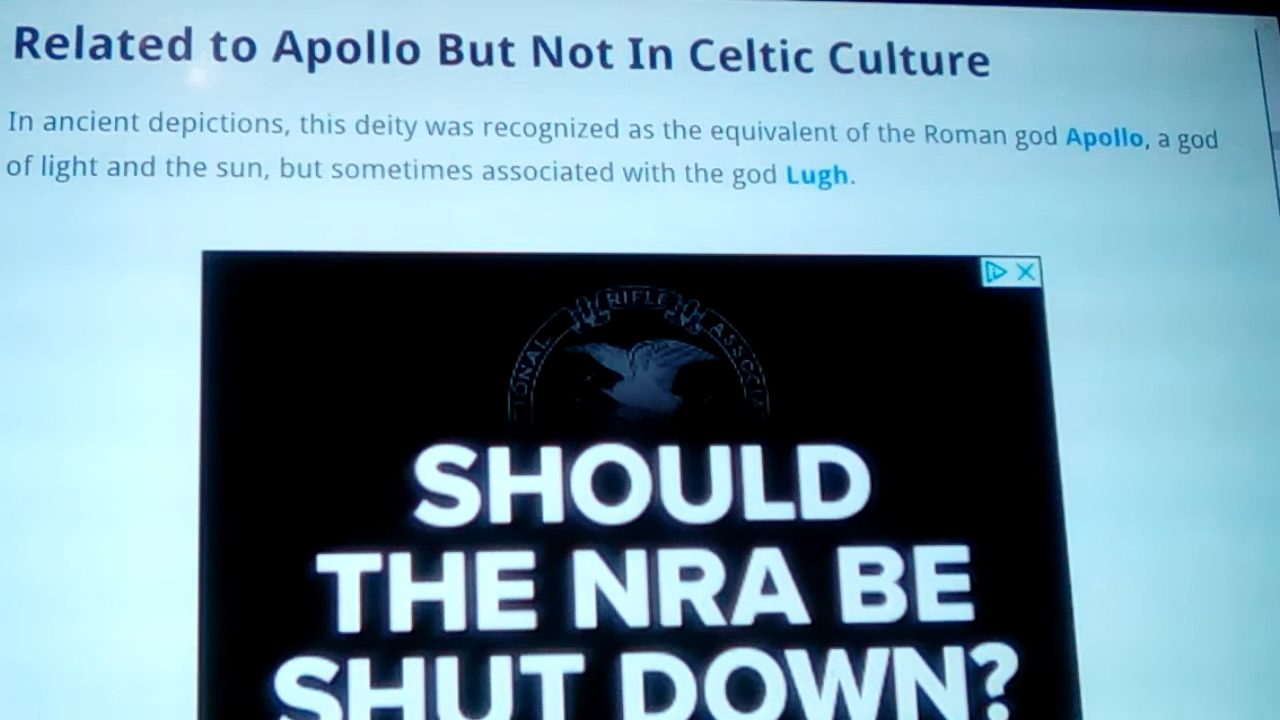 Related to Apollo But Not In Celtic Culture
In ancient depictions, this deity was recognized as the equivalent of the Roman god Apollo, a god
of light and the sun, but sometimes associated with the god Lugh.
IONAL RIFLE ASSOCIA
SHOULD
THE NRA BE
SHUT DOWN?